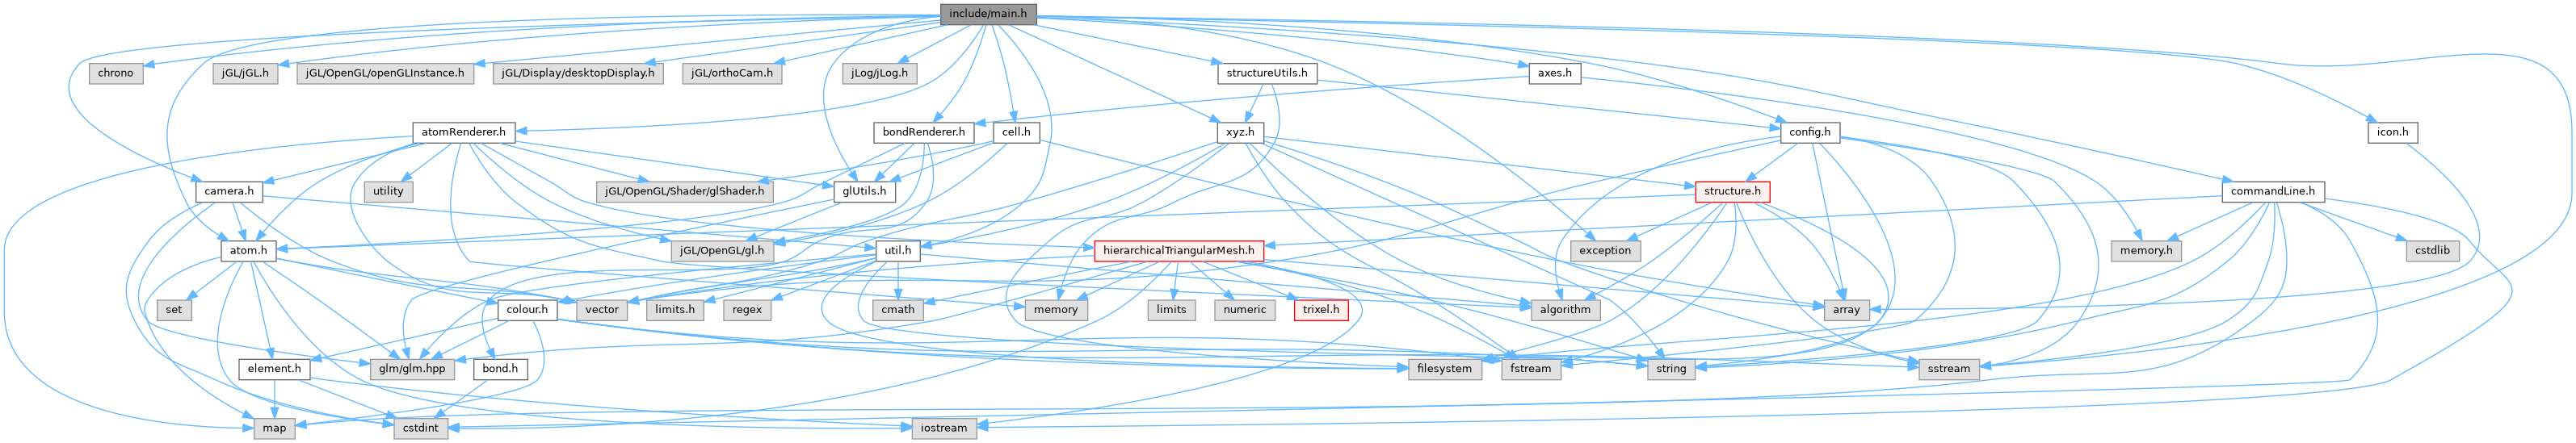 include/main.h
chrono
jGL/jGL.h
jGL/OpenGL/openGLInstance.h
jGL/Display/desktopDisplay.h
jGL/orthoCam.h
jLog/jLog.h
structureUtils.h
axes.h
atomRenderer.h
bondRenderer.h
cell.h
xyz.h
config.h
icon.h
camera.h
utility
jGL/OpenGL/Shader/glShader.h
glUtils.h
structure.h
commandLine.h
atom.h
jGL/OpenGL/gl.h
util.h
hierarchicalTriangularMesh.h
exception
memory.h
cstdlib
set
colour.h
vector
limits.h
regex
cmath
memory
limits
numeric
trixel.h
algorithm
array
element.h
glm/glm.hpp
bond.h
filesystem
fstream
string
sstream
map
cstdint
iostream